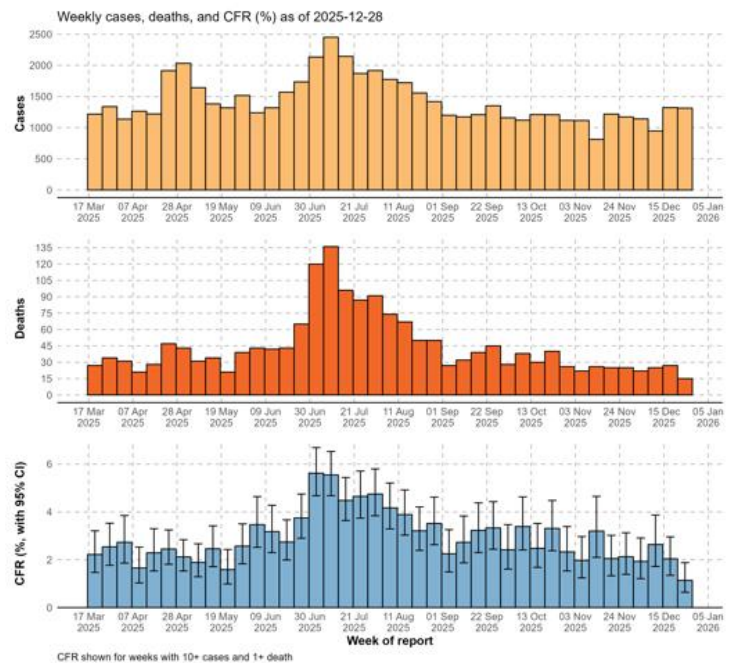 Weekly cases, deaths, and CFR (%) as of 2025-12-28
Cases
2500
2000
1500
1000
500
0
17 Mar 07 Apr 28 Apr 19 May 09 Jun 30 Jun 21 Jul 11 Aug 01 Sep 22 Sep 13 Oct 03 Nov 24 Nov 15 Dec 05 Jan
2025 2025 2025 2025 2025 2025 2025 2025 2025 2025 2025 2025 2025 2025 2026
Deaths
135
120
105
90
75
60
45
30
15
0
17 Mar 07 Apr 28 Apr 19 May 09 Jun 30 Jun 21 Jul 11 Aug 01 Sep 22 Sep 13 Oct 03 Nov 24 Nov 15 Dec 05 Jan
2025 2025 2025 2025 2025 2025 2025 2025 2025 2025 2025 2025 2025 2025 2026
CFR (%, with 95% CI)
6
4
2
0
17 Mar 07 Apr 28 Apr 19 May 09 Jun 30 Jun 21 Jul 11 Aug 01 Sep 22 Sep 13 Oct 03 Nov 24 Nov 15 Dec 05 Jan
2025 2025 2025 2025 2025 2025 2025 2025 2025 2025 2025 2025 2025 2025 2026
Week of report
CFR shown for weeks with 10+ cases and 1+ death